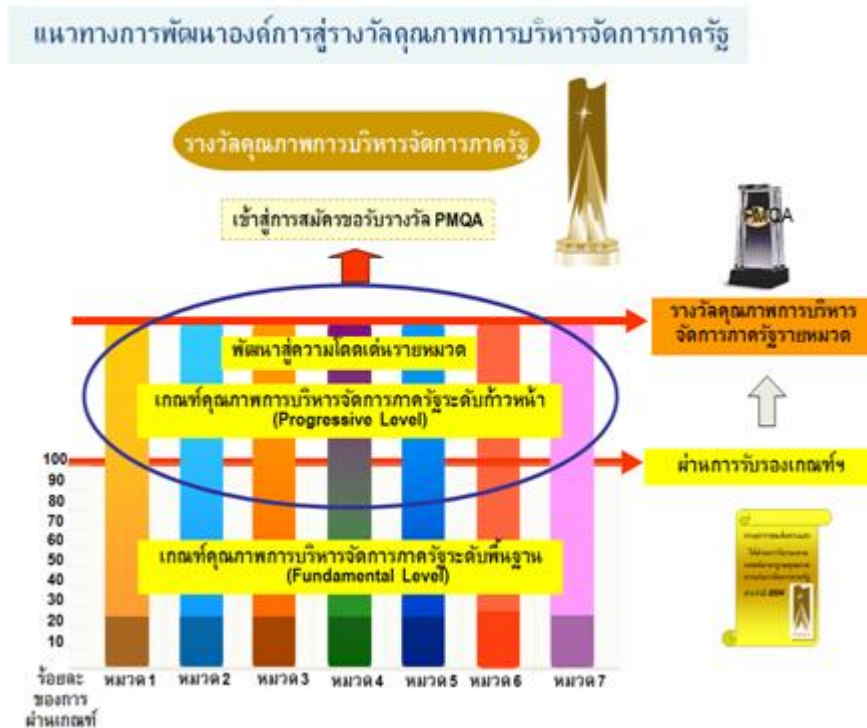 แนวทางการพัฒนาองค์การสู่รางวัลคุณภาพการบริหารจัดการภาครัฐ
รางวัลคุณภาพการบริหารจัดการภาครัฐ
เข้าสู่การสมัครขอรับรางวัล PMQA
PMQA
รางวัลคุณภาพการบริหาร
จัดการภาครัฐรายหมวด
พัฒนาสู่ความโดดเด่นรายหมวด
เกณฑ์คุณภาพการบริหารจัดการภาครัฐระดับก้าวหน้า
(Progressive Level)
ผ่านการรับรองเกณฑ์ฯ
100
90
80
70
60
50
40
30
20
10
เกณฑ์คุณภาพการบริหารจัดการภาครัฐระดับพื้นฐาน
(Fundamental Level)
ร้อยละ
ของการ
ผ่านเกณฑ์
หมวด 1
หมวด 2
หมวด 3
หมวด 4
หมวด 5
หมวด 6
หมวด 7